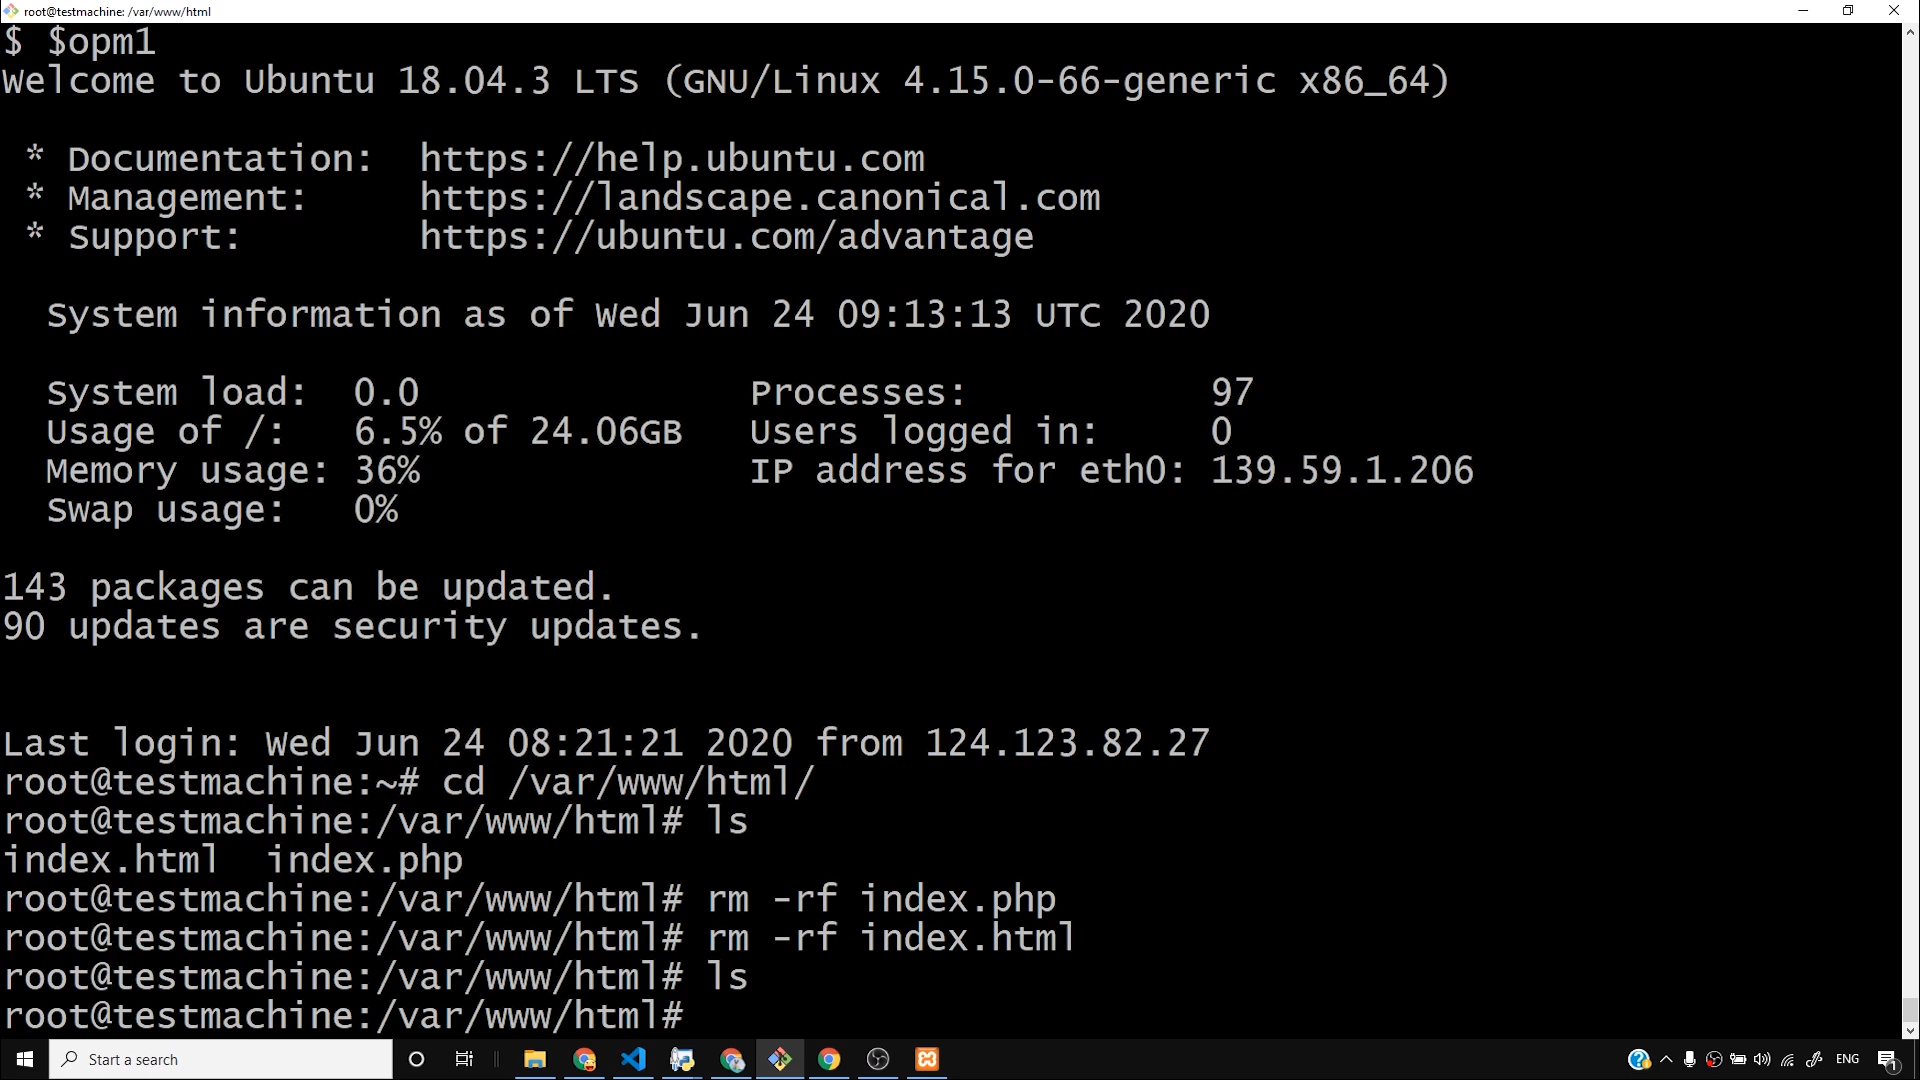 root@testmachine: /var/www/html
$ $opm1
Welcome to Ubuntu 18.04.3 LTS (GNU/Linux 4.15.0-66-generic x86_64)
* Documentation: https://help.ubuntu.com
* Management: https://landscape.canonical.com
* Support: https://ubuntu.com/advantage
System information as of Wed Jun 24 09:13:13 UTC 2020
System load: 0.0 Processes: 97
Usage of /: 6.5% of 24.06GB Users logged in: 0
Memory usage: 36% IP address for eth0: 139.59.1.206
Swap usage: 0%
143 packages can be updated.
90 updates are security updates.
Last login: Wed Jun 24 08:21:21 2020 from 124.123.82.27
root@testmachine:~# cd /var/www/html/
root@testmachine:/var/www/html# ls
index.html index.php
root@testmachine:/var/www/html# rm -rf index.php
root@testmachine:/var/www/html# rm -rf index.html
root@testmachine:/var/www/html# ls
root@testmachine:/var/www/html#
Start a search ENG 1